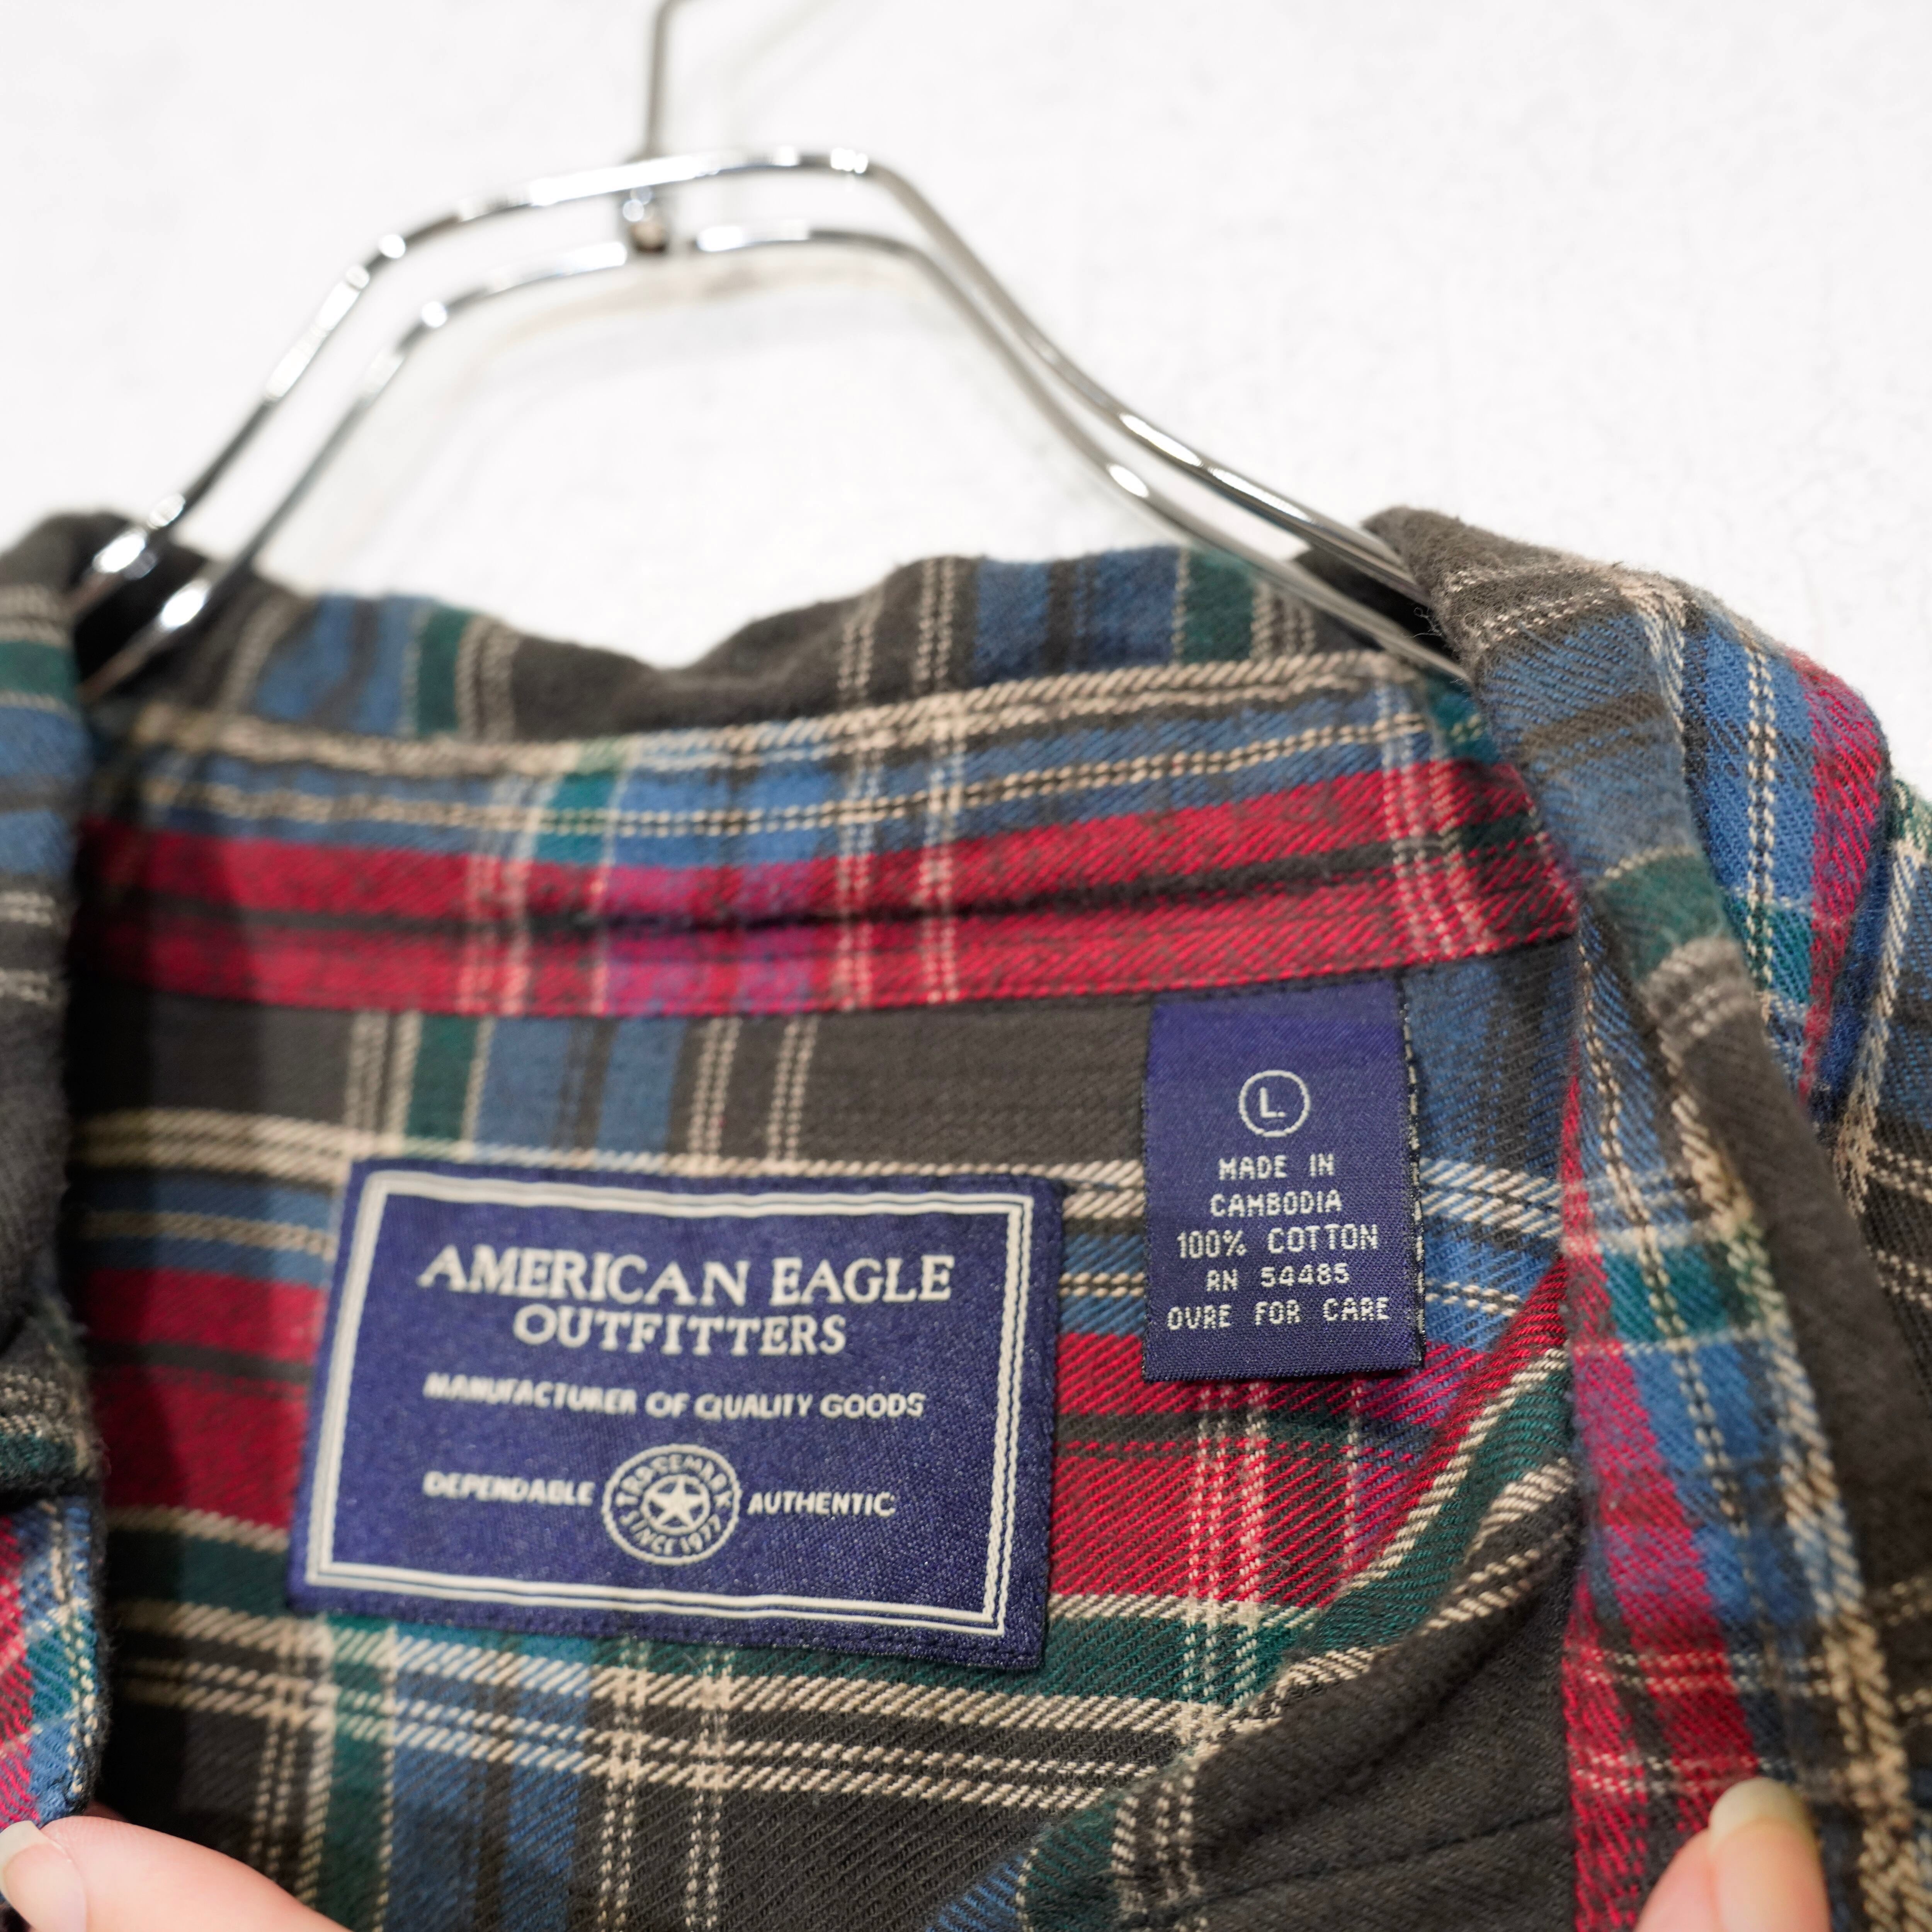 AMERICAN EAGLE
OUTFITTERS
MANUFACTURER OF QUALITY GOODS
DEPENDABLE
TRADEMARK
SINCE 1977
AUTHENTIC
L
MADE IN
CAMBODIA
100% COTTON
RN 54485
OVRE FOR CARE